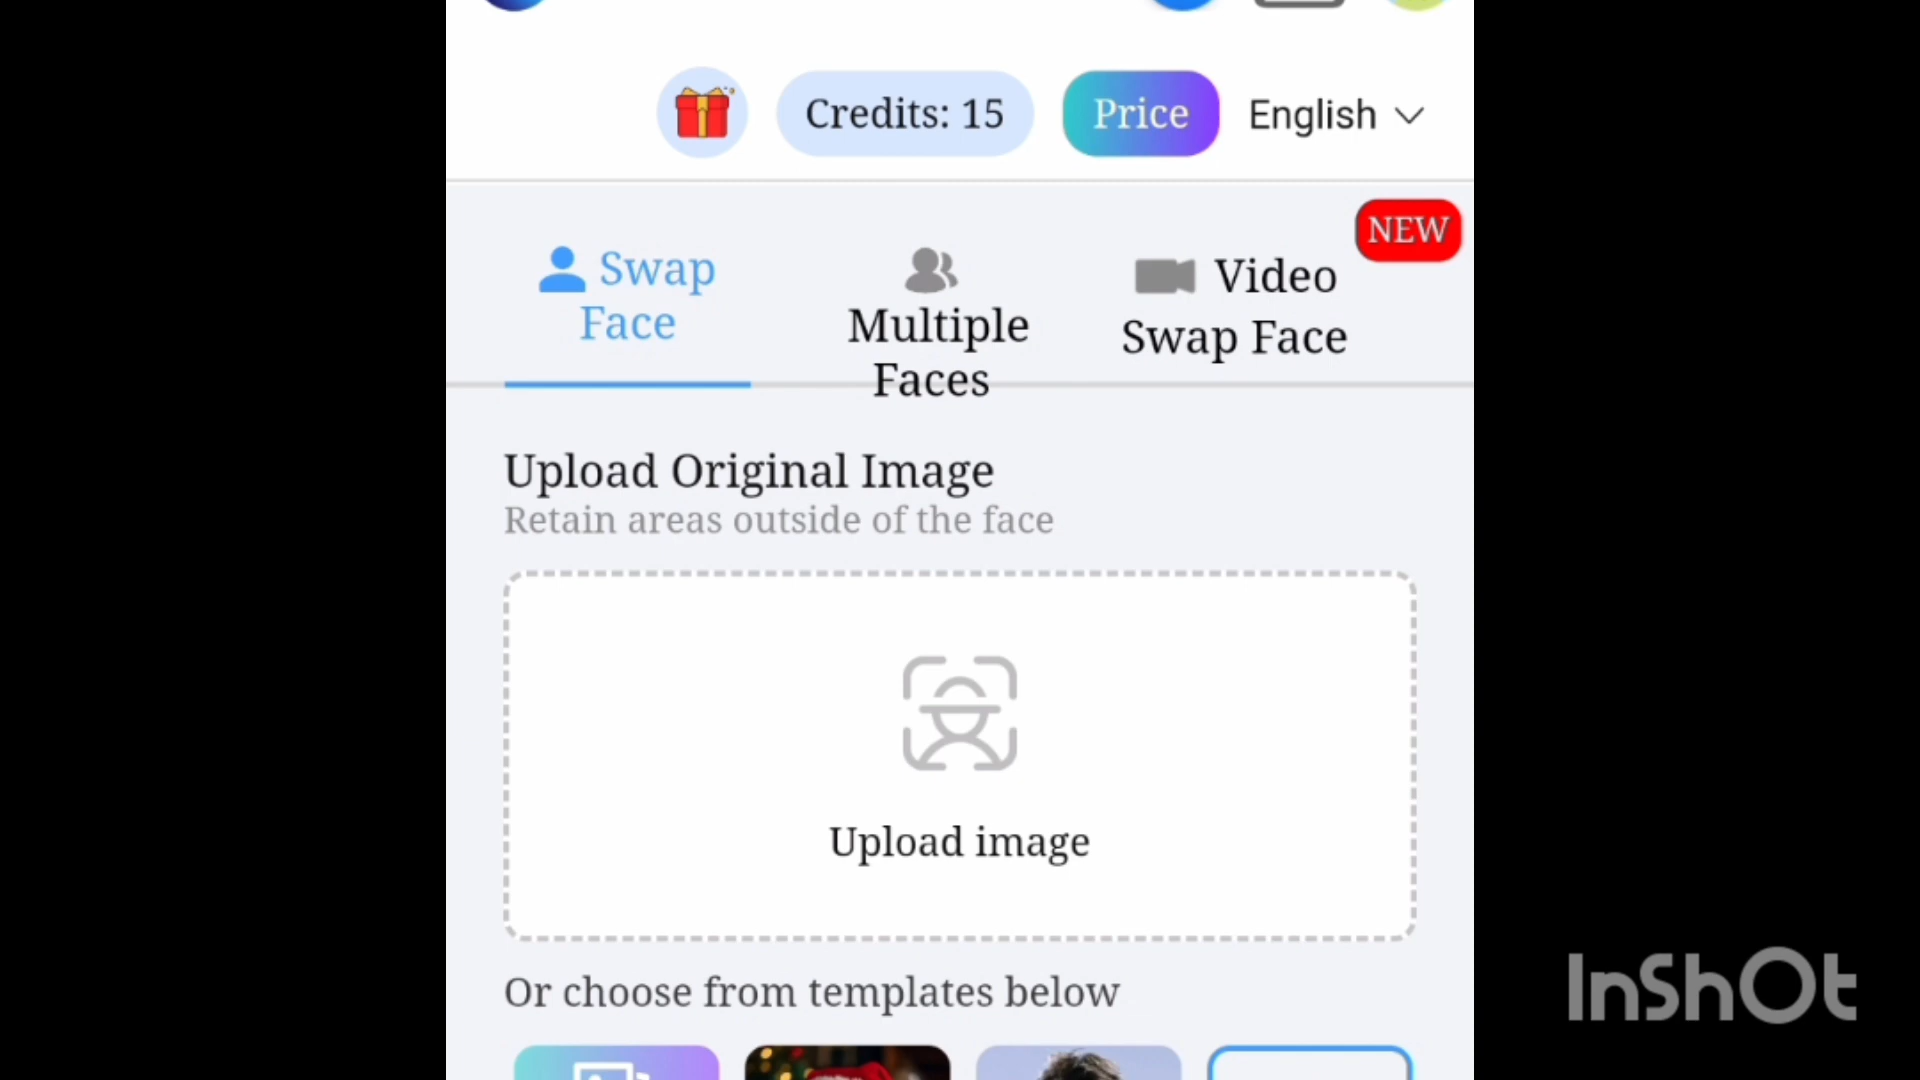 Credits: 15
Price
English
NEW
Swap
Face
Multiple
Faces
Video
Swap Face
Upload Original Image
Retain areas outside of the face
Upload image
Or choose from templates below
InShOt